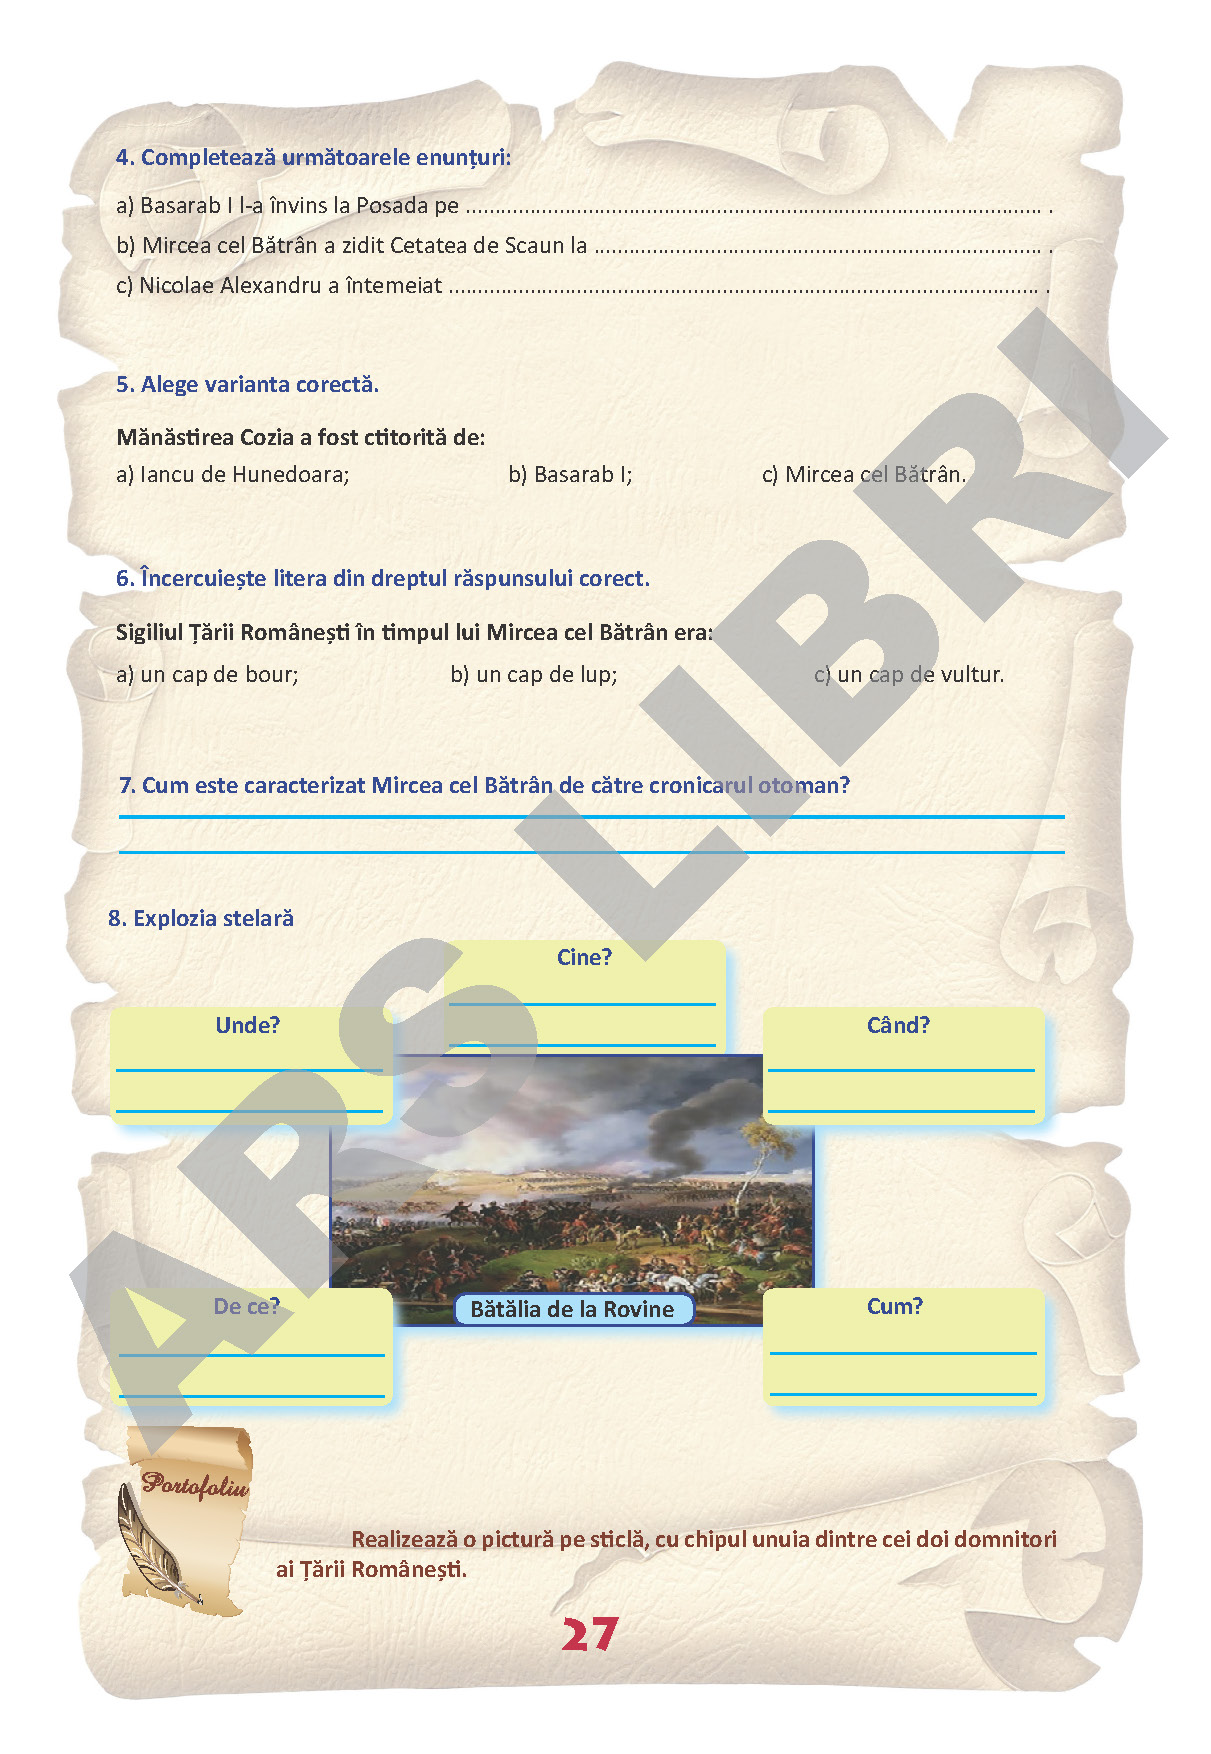 4. Completează următoarele enunțuri:
a) Basarab I l-a învins la Posada pe .................................................................................................. .
b) Mircea cel Bătrân a zidit Cetatea de Scaun la ............................................................................ .
c) Nicolae Alexandru a întemeiat .................................................................................................... .
5. Alege varianta corectă.
Mănăstirea Cozia a fost ctitorită de:
a) Iancu de Hunedoara; b) Basarab I; c) Mircea cel Bătrân.
6. Încercuiește litera din dreptul răspunsului corect.
Sigiliul Țării Românești în timpul lui Mircea cel Bătrân era:
a) un cap de bour; b) un cap de lup; c) un cap de vultur.
7. Cum este caracterizat Mircea cel Bătrân de către cronicarul otoman?
8. Explozia stelară
Cine?
Unde? Când?
De ce? Bătălia de la Rovine Cum?
Portofoliu
Realizează o pictură pe sticlă, cu chipul unuia dintre cei doi domnitori
ai Țării Românești.
27
ARS LIBRI